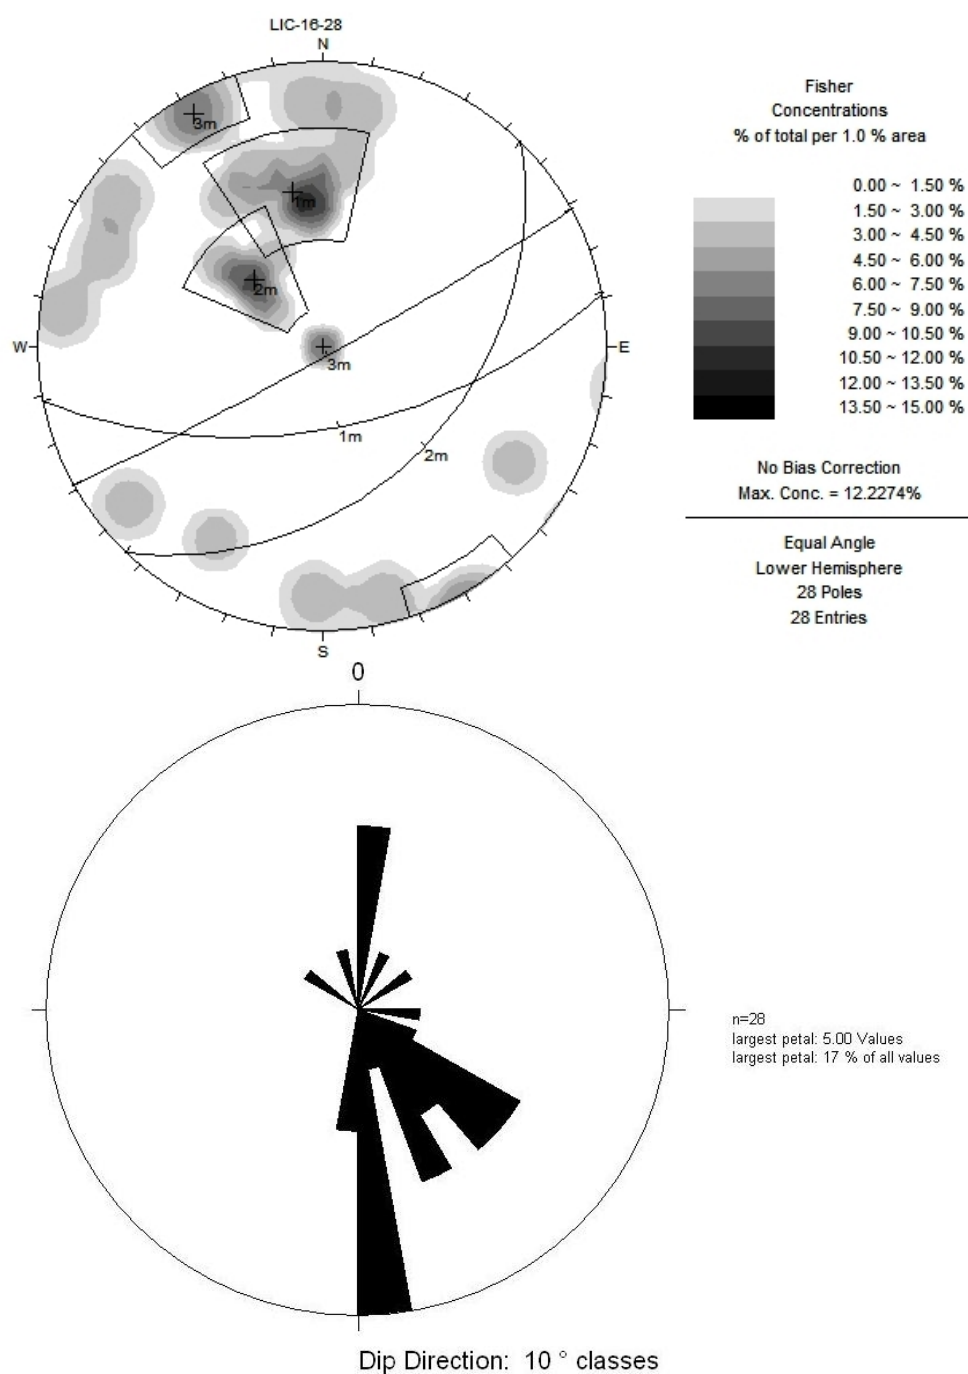 LIC-16-28
N
3m
1m
2m
3m
W
E
1m
2m
S
Fisher
Concentrations
% of total per 1.0 % area
0.00 ~ 1.50 %
1.50 ~ 3.00 %
3.00 ~ 4.50 %
4.50 ~ 6.00 %
6.00 ~ 7.50 %
7.50 ~ 9.00 %
9.00 ~ 10.50 %
10.50 ~ 12.00 %
12.00 ~ 13.50 %
13.50 ~ 15.00 %
No Bias Correction
Max. Conc. = 12.2274%
Equal Angle
Lower Hemisphere
28 Poles
28 Entries
0
n=28
largest petal: 5.00 Values
largest petal: 17 % of all values
Dip Direction: 10 ° classes